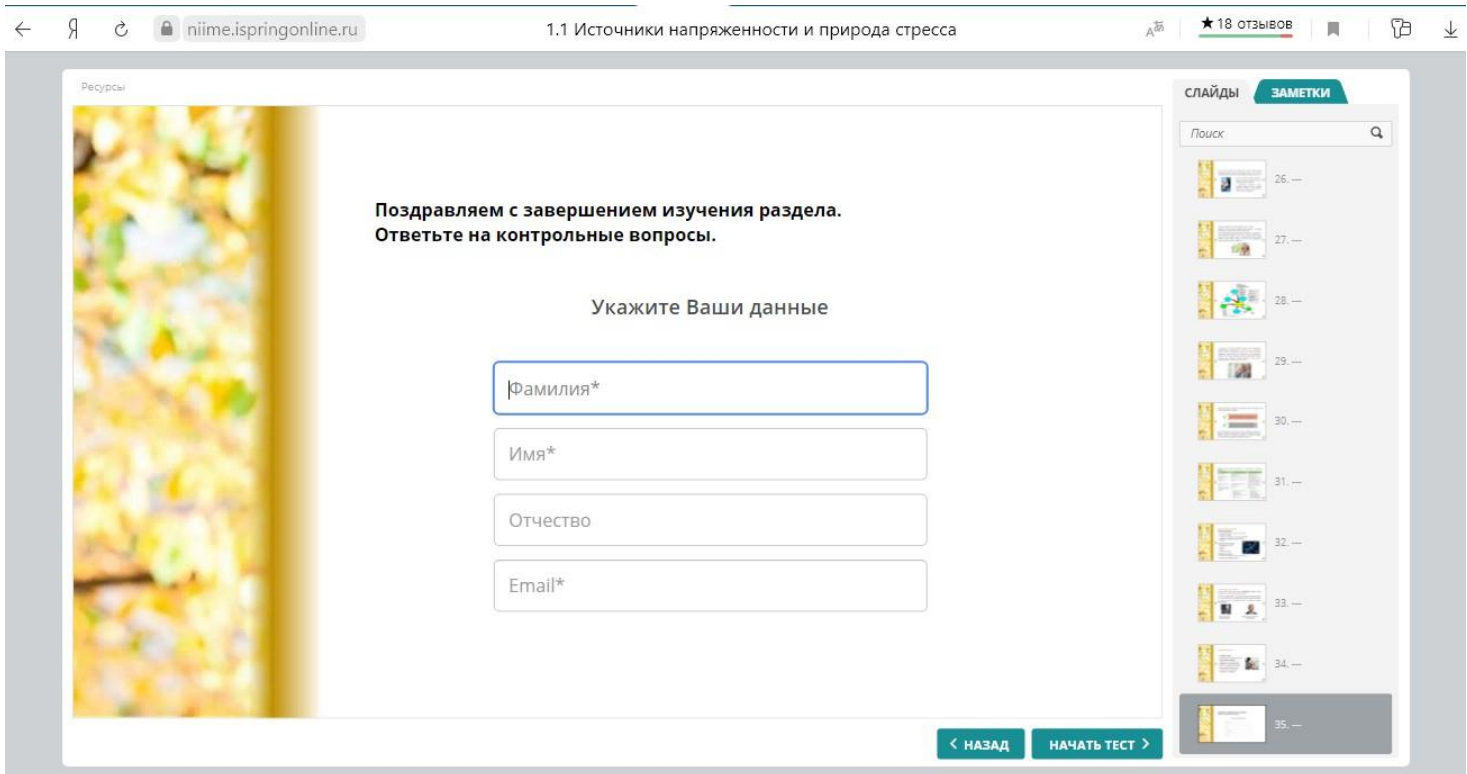 niime.ispringonline.ru
1.1 Источники напряженности и природа стресса
★18 отзывов
Ресурсы
СЛАЙДЫ
ЗАМЕТКИ
Поиск
Поздравляем с завершением изучения раздела.
Ответьте на контрольные вопросы.
Укажите Ваши данные
Фамилия*
Имя*
Отчество
Email*
26. —
27. —
28. —
29. —
30. —
31. —
32. —
33. —
34. —
35. —
< НАЗАД
НАЧАТЬ ТЕСТ >